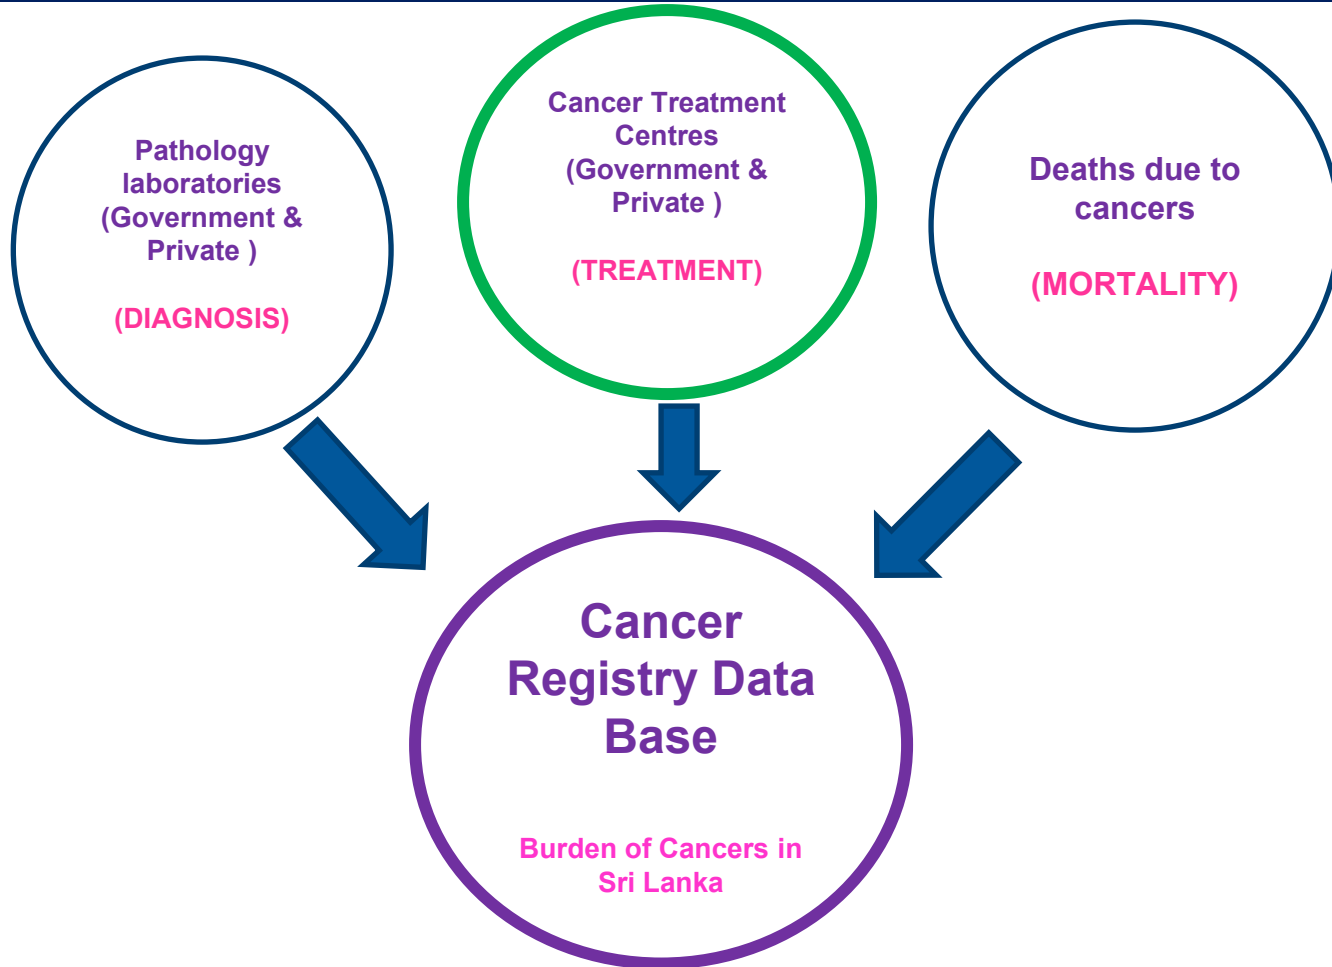 Pathology
laboratories
(Government &
Private )
(DIAGNOSIS)
Cancer Treatment
Centres
(Government &
Private )
(TREATMENT)
Deaths due to
cancers
(MORTALITY)
Cancer
Registry Data
Base
Burden of Cancers in
Sri Lanka